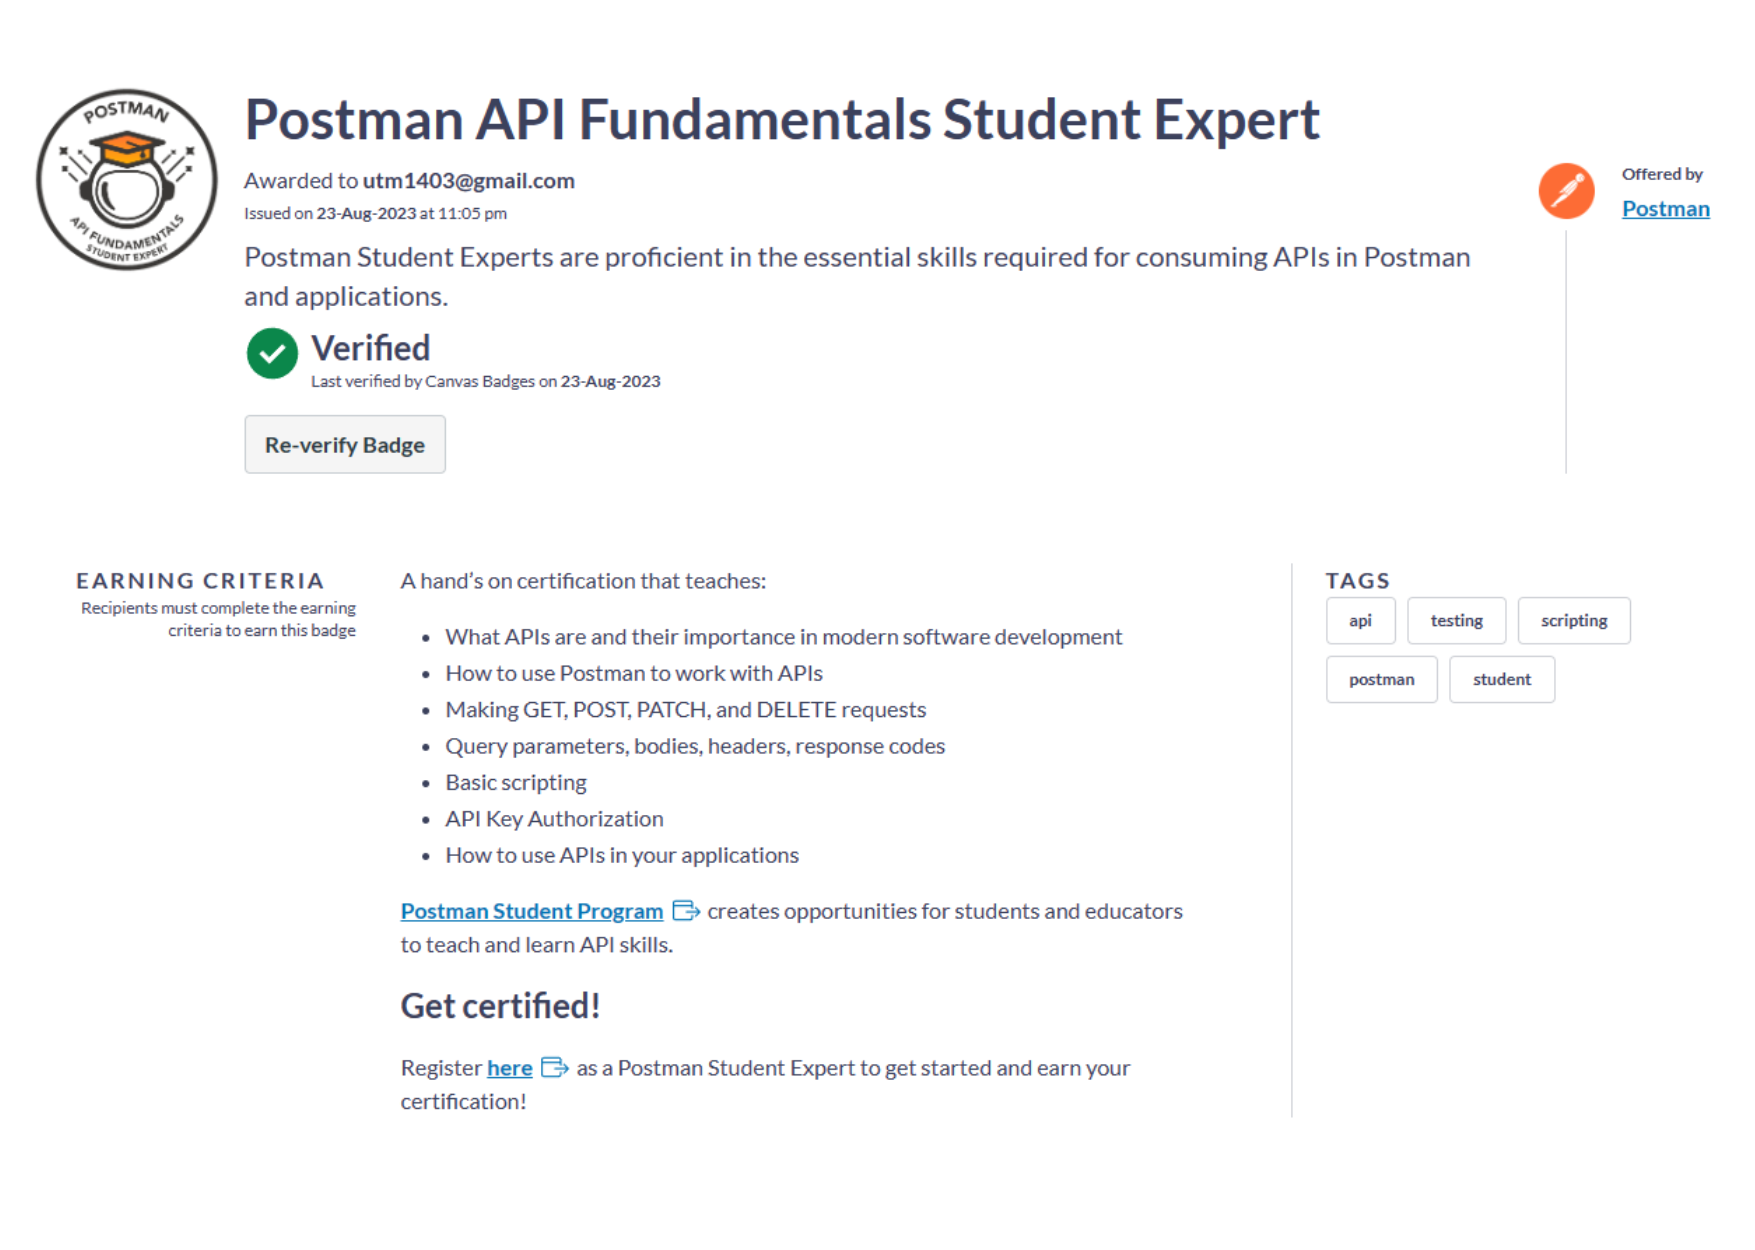 POSTMAN
API FUNDAMENTALS
STUDENT EXPERT
Postman API Fundamentals Student Expert
Awarded to utm1403@gmail.com
Issued on 23-Aug-2023 at 11:05 pm
Postman Student Experts are proficient in the essential skills required for consuming APIs in Postman
and applications.
Verified
Last verified by Canvas Badges on 23-Aug-2023
Re-verify Badge
Offered by
Postman
EARNING CRITERIA
Recipients must complete the earning
criteria to earn this badge
A hand's on certification that teaches:
• What APIs are and their importance in modern software development
• How to use Postman to work with APIs
• Making GET, POST, PATCH, and DELETE requests
• Query parameters, bodies, headers, response codes
• Basic scripting
• API Key Authorization
• How to use APIs in your applications
Postman Student Program creates opportunities for students and educators
to teach and learn API skills.
Get certified!
Register here as a Postman Student Expert to get started and earn your
certification!
TAGS
api testing scripting
postman student